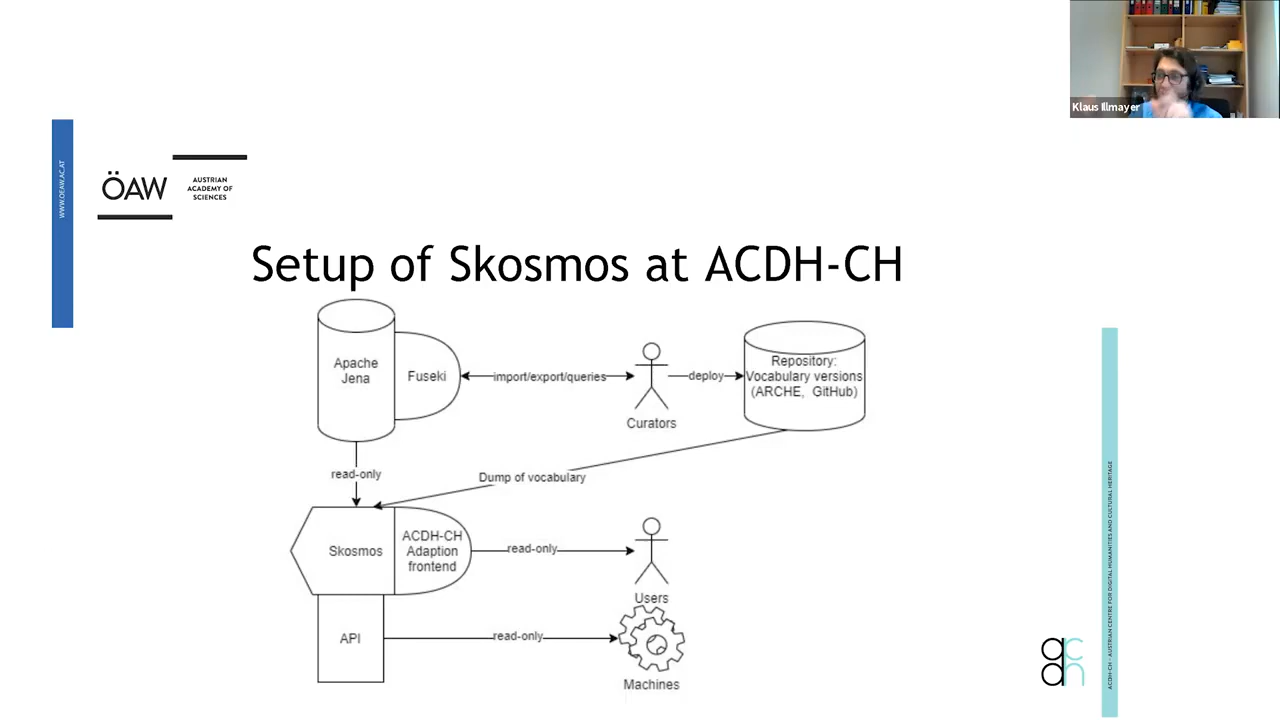 Klaus Illmayer
WWW.OEAW.AC.AT
ÖAW
AUSTRIAN
ACADEMY OF
SCIENCES
Setup of Skosmos at ACDH-CH
Apache
Jena
Fuseki
import/export/queries
Curators
deploy
Repository:
Vocabulary versions
(ARCHE, GitHub)
read-only
Dump of vocabulary
Skosmos
ACDH-CH
Adaption
frontend
read-only
Users
API
read-only
Machines
acdh
ACDH-CH - AUSTRIAN CENTRE FOR DIGITAL HUMANITIES AND CULTURAL HERITAGE